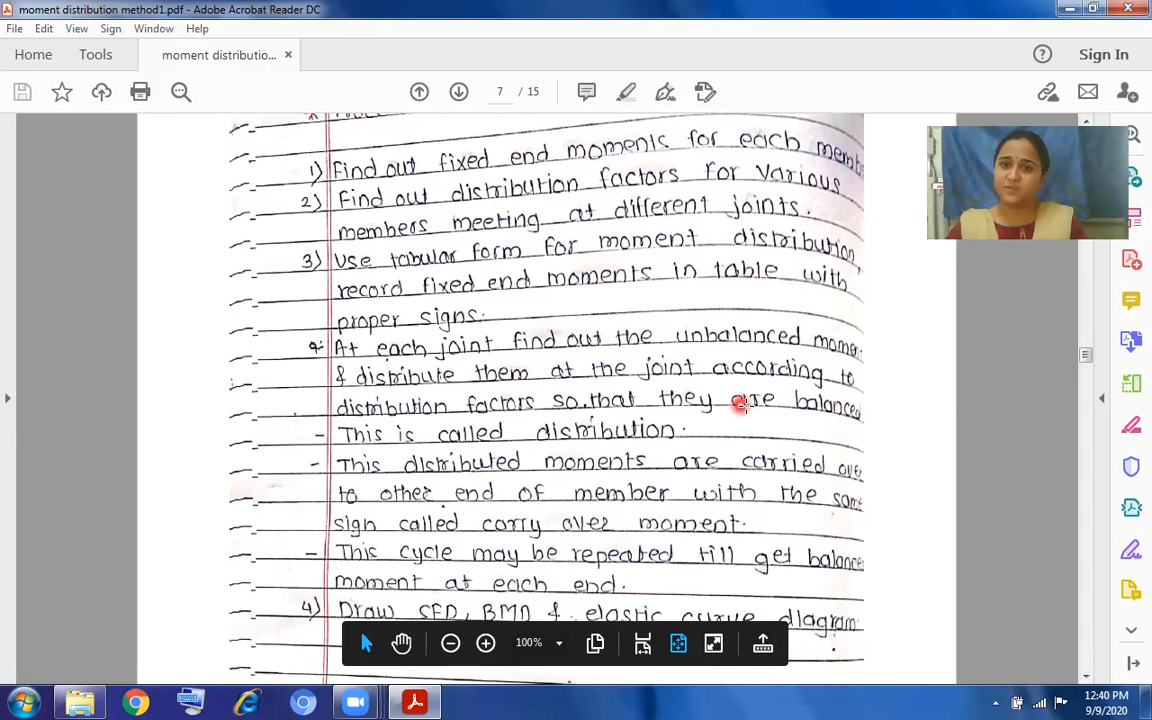 moment distribution method1.pdf - Adobe Acrobat Reader DC
File Edit View Sign Window Help
Home Tools moment distributio... × ? Sign In
7 / 15
1) Find out fixed end moments for each memb
2) Find out distribution factors for various
members meeting at different joints.
3) Use tabular form for moment distribution,
record fixed end moments in table with
proper signs.
At each joint find out the unbalanced mome
& distribute them at the joint according to
distribution factors so.that they are balanced
- This is called distribution.
- This distributed moments are carried over
to other end of member with the same
sign called carry over moment.
- This cycle may be repeated till get balance
moment at each end.
4) Draw SFD, BMD & elastic curve diagram.
100%
12:40 PM
9/9/2020